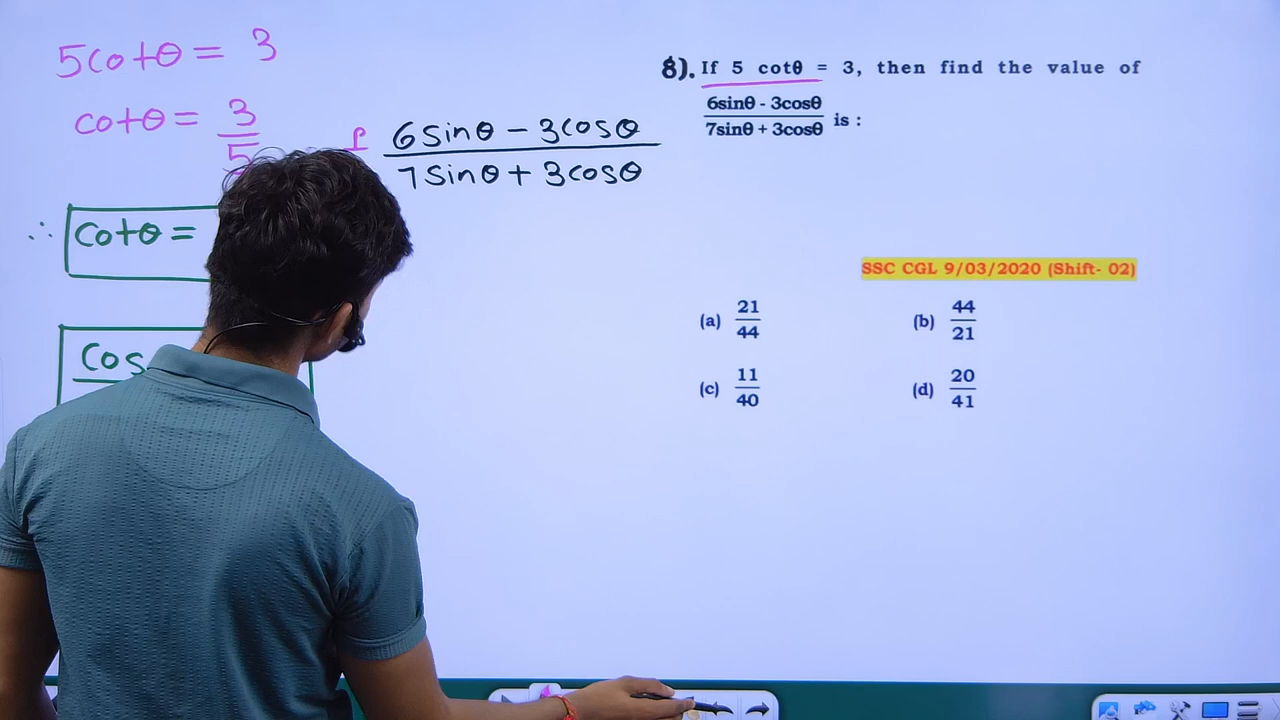 5cotθ = 3
cotθ = 3/5
∴ cotθ =
cos
6sinθ - 3cosθ
7sinθ + 3cosθ
8). If 5 cotθ = 3, then find the value of
6sinθ - 3cosθ
7sinθ + 3cosθ is :
SSC CGL 9/03/2020 (Shift- 02)
(a) 21/44 (b) 44/21
(c) 11/40 (d) 20/41